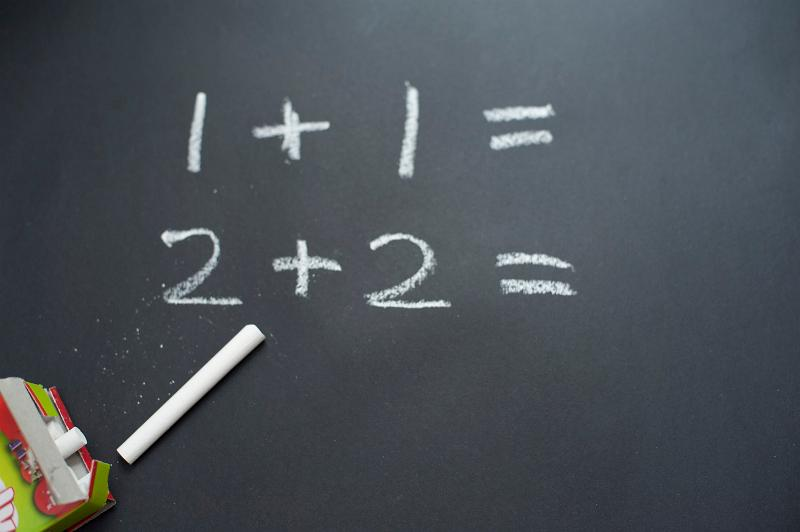 1 + 1 =
2 + 2 =